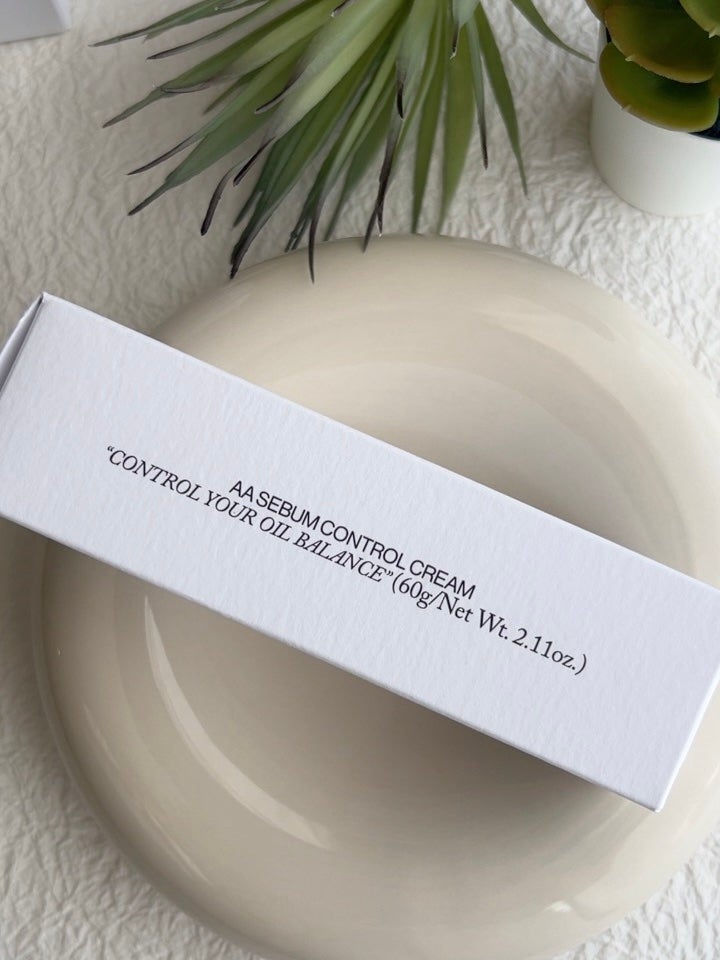 AA SEBUM CONTROL CREAM
“CONTROL YOUR OIL BALANCE” (60g/Net Wt. 2.11oz.)